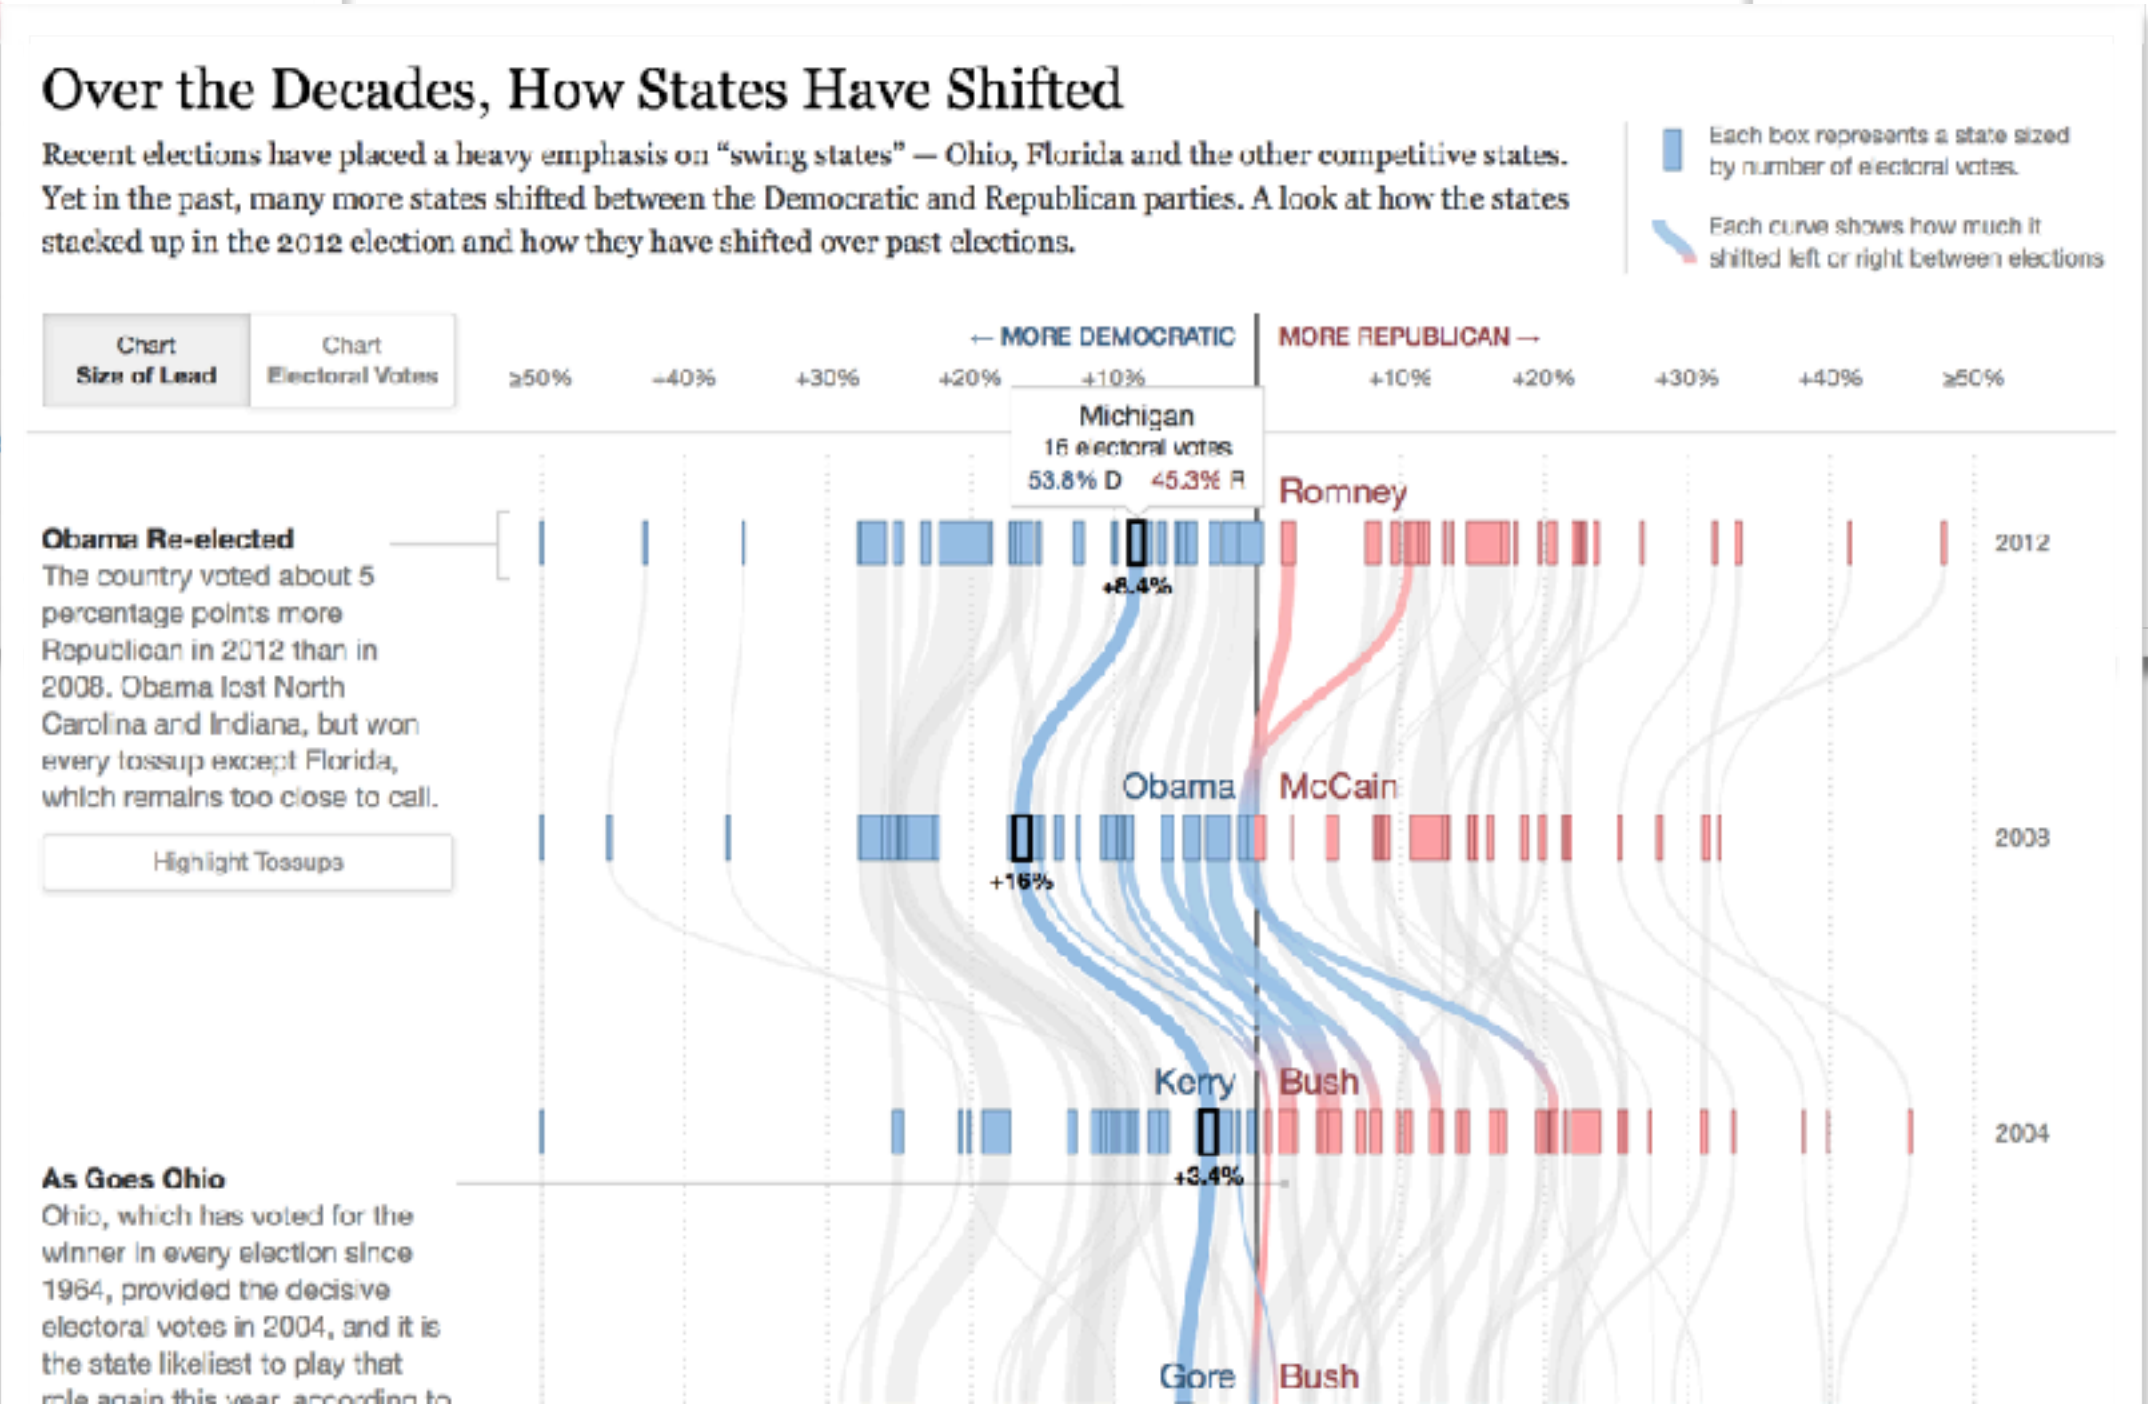 Over the Decades, How States Have Shifted
Recent elections have placed a heavy emphasis on “swing states” — Ohio, Florida and the other competitive states.
Yet in the past, many more states shifted between the Democratic and Republican parties. A look at how the states
stacked up in the 2012 election and how they have shifted over past elections.
Each box represents a state sized
by number of electoral votes.
Each curve shows how much it
shifted left or right between elections
Chart
Size of Lead
Chart
Electoral Votes
← MORE DEMOCRATIC
MORE REPUBLICAN →
≥50%
+40%
+30%
+20%
+10%
+10%
+20%
+30%
+40%
≥50%
Michigan
16 electoral votes
53.8% D 45.3% R
Romney
2012
+8.4%
Obama Re-elected
The country voted about 5
percentage points more
Republican in 2012 than in
2008. Obama lost North
Carolina and Indiana, but won
every tossup except Florida,
which remains too close to call.
Highlight Tossups
Obama
McCain
2008
+16%
Kerry
Bush
2004
+3.4%
As Goes Ohio
Ohio, which has voted for the
winner in every election since
1964, provided the decisive
electoral votes in 2004, and it is
the state likeliest to play that
role again this year, according to
Gore
Bush